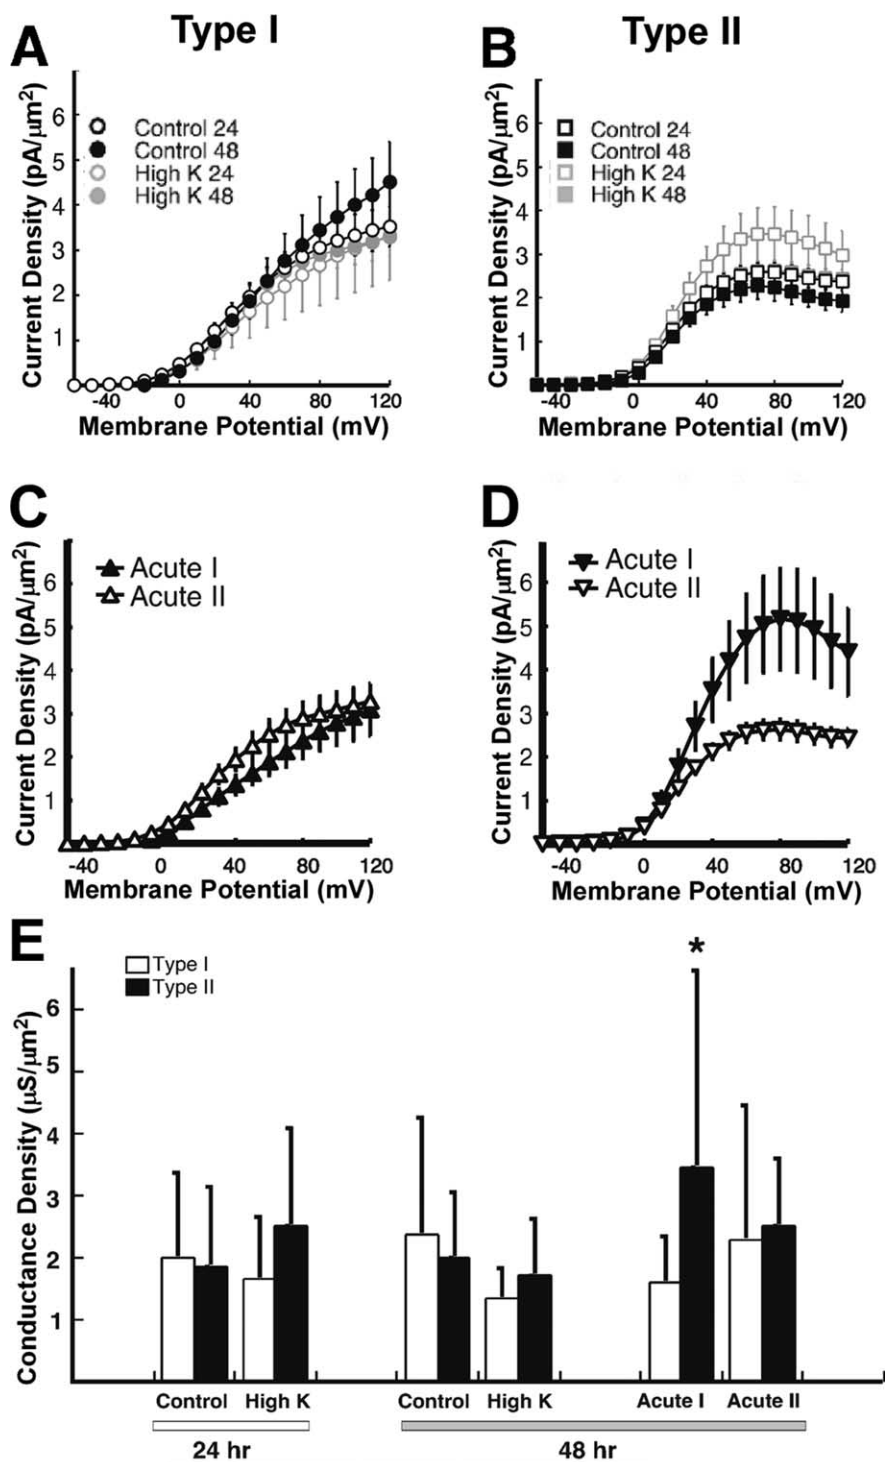 Type I
Type II
A
B
Current Density (pA/μm²)
6
5
4
3
2
1
Control 24
Control 48
High K 24
High K 48
-40 0 40 80 120
Membrane Potential (mV)
Current Density (pA/μm²)
6
5
4
3
2
1
Control 24
Control 48
High K 24
High K 48
-40 0 40 80 120
Membrane Potential (mV)
C
D
Current Density (pA/μm²)
6
5
4
3
2
1
Acute I
Acute II
-40 0 40 80 120
Membrane Potential (mV)
Current Density (pA/μm²)
6
5
4
3
2
1
Acute I
Acute II
-40 0 40 80 120
Membrane Potential (mV)
E
Conductance Density (μS/μm²)
6
5
4
3
2
1
Type I
Type II
*
Control High K Control High K Acute I Acute II
24 hr 48 hr